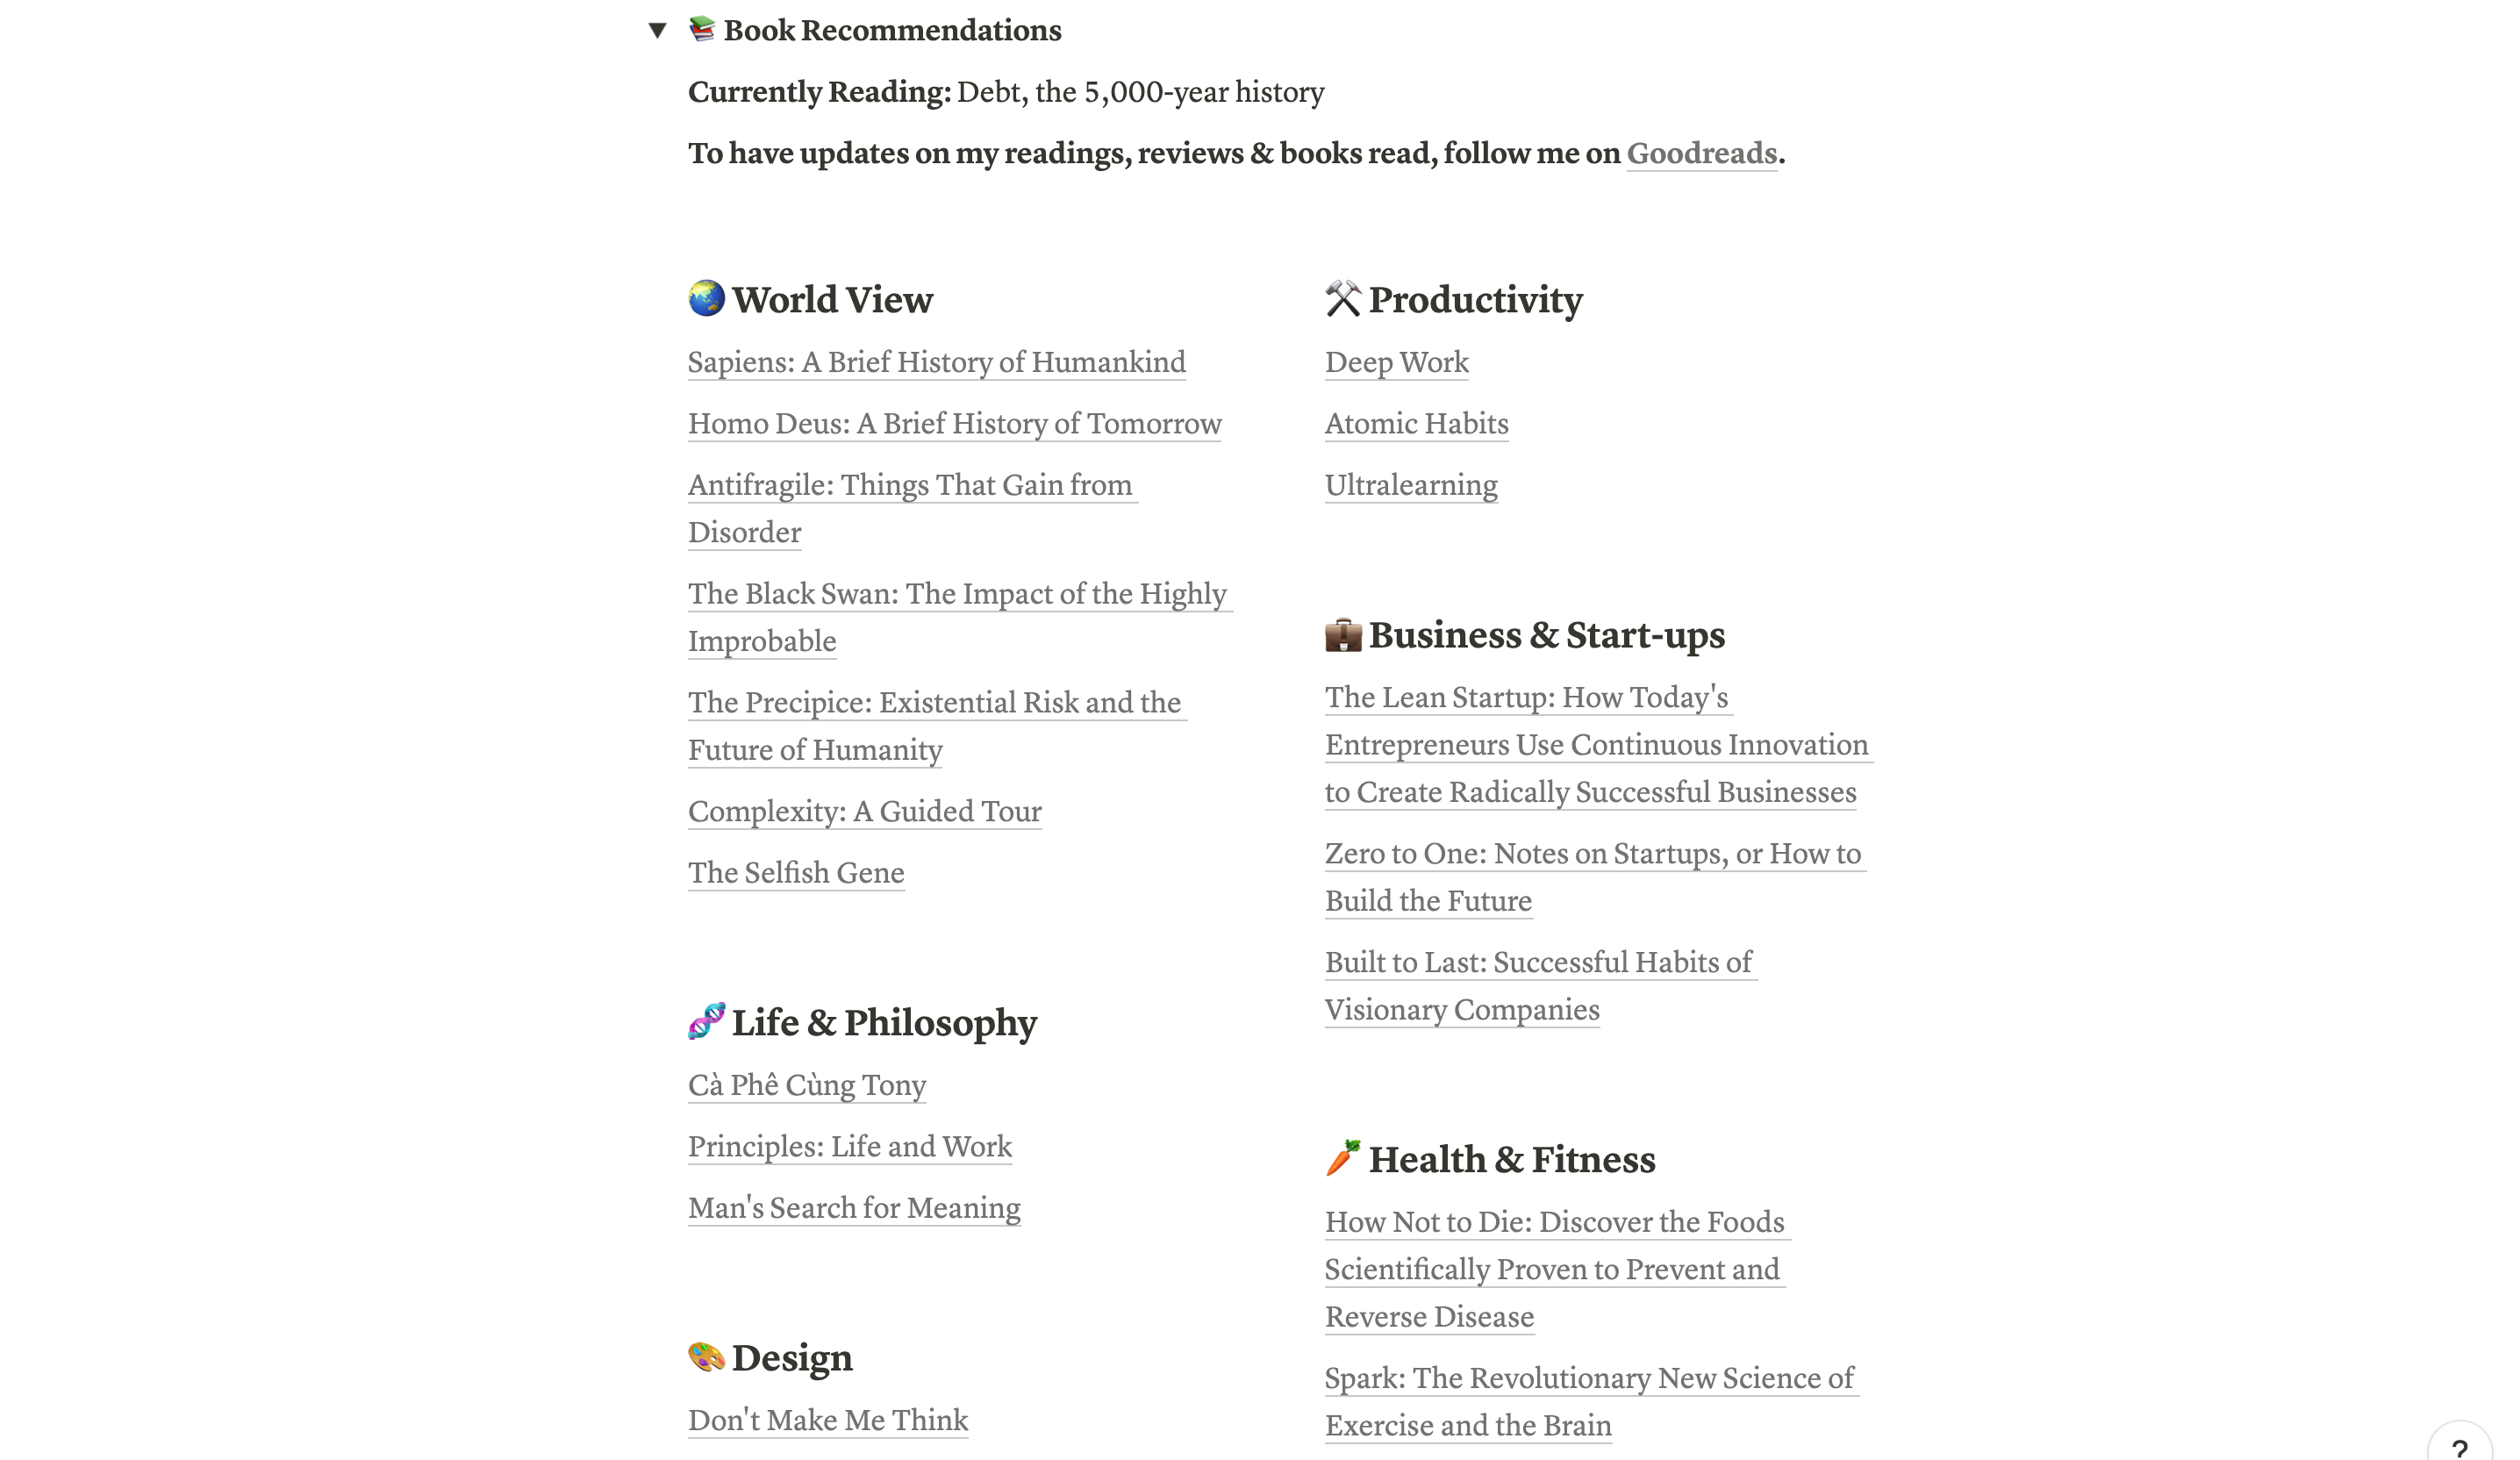 ▼ 📚 Book Recommendations
Currently Reading: Debt, the 5,000-year history
To have updates on my readings, reviews & books read, follow me on Goodreads.
🌏 World View
Sapiens: A Brief History of Humankind
Homo Deus: A Brief History of Tomorrow
Antifragile: Things That Gain from
Disorder
The Black Swan: The Impact of the Highly
Improbable
The Precipice: Existential Risk and the
Future of Humanity
Complexity: A Guided Tour
The Selfish Gene
🧬 Life & Philosophy
Cà Phê Cùng Tony
Principles: Life and Work
Man's Search for Meaning
🎨 Design
Don't Make Me Think
⚒ Productivity
Deep Work
Atomic Habits
Ultralearning
💼 Business & Start-ups
The Lean Startup: How Today's
Entrepreneurs Use Continuous Innovation
to Create Radically Successful Businesses
Zero to One: Notes on Startups, or How to
Build the Future
Built to Last: Successful Habits of
Visionary Companies
🥕 Health & Fitness
How Not to Die: Discover the Foods
Scientifically Proven to Prevent and
Reverse Disease
Spark: The Revolutionary New Science of
Exercise and the Brain
?